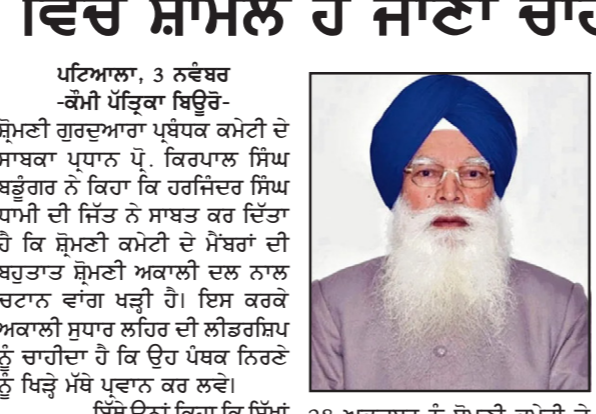 ਵਿੱਚ ਸ਼ਾਮਲ ਹੋ ਜਾਣਾ
ਪਟਿਆਲਾ, 3 ਨਵੰਬਰ
-ਕੌਮੀ ਪੱਤ੍ਰਿਕਾ ਬਿਊਰੋ-
ਸ਼੍ਰੋਮਣੀ ਗੁਰਦੁਆਰਾ ਪ੍ਰਬੰਧਕ ਕਮੇਟੀ ਦੇ
ਸਾਬਕਾ ਪ੍ਰਧਾਨ ਪ੍ਰੋ. ਕਿਰਪਾਲ ਸਿੰਘ
ਬਡੂੰਗਰ ਨੇ ਕਿਹਾ ਕਿ ਹਰਜਿੰਦਰ ਸਿੰਘ
ਧਾਮੀ ਦੀ ਜਿੱਤ ਨੇ ਸਾਬਤ ਕਰ ਦਿੱਤਾ
ਹੈ ਕਿ ਸ਼੍ਰੋਮਣੀ ਕਮੇਟੀ ਦੇ ਮੈਂਬਰਾਂ ਦੀ
ਬਹੁਤਾਤ ਸ਼੍ਰੋਮਣੀ ਅਕਾਲੀ ਦਲ ਨਾਲ
ਚਟਾਨ ਵਾਂਗ ਖੜ੍ਹੀ ਹੈ। ਇਸ ਕਰਕੇ
ਅਕਾਲੀ ਸੁਧਾਰ ਲਹਿਰ ਦੀ ਲੀਡਰਸ਼ਿਪ
ਨੂੰ ਚਾਹੀਦਾ ਹੈ ਕਿ ਉਹ ਪੰਥਕ ਨਿਰਣੇ
ਨੂੰ ਖਿੜੇ ਮੱਥੇ ਪ੍ਰਵਾਨ ਕਰ ਲਵੇ।
ਇੱਥੇ ਉਨਾਂ ਕਿਹਾ ਕਿ ਸਿੱਖਾਂ